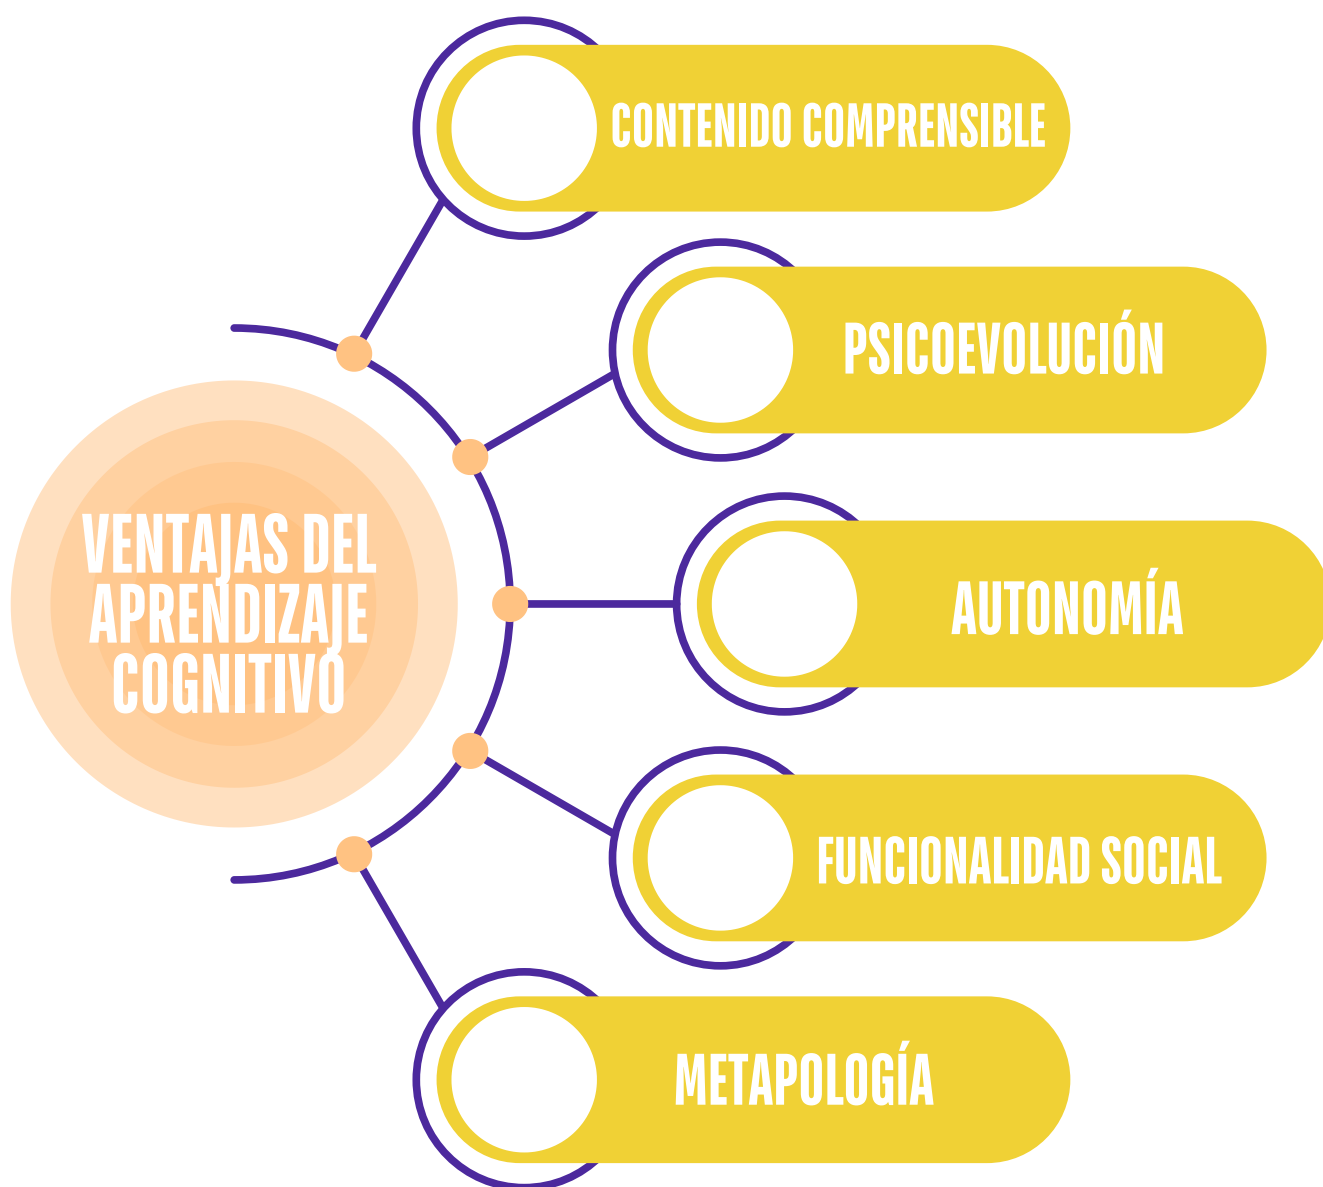 CONTENIDO COMPRENSIBLE
PSICOEVOLUCIÓN
VENTAJAS DEL
APRENDIZAJE
COGNITIVO
AUTONOMÍA
FUNCIONALIDAD SOCIAL
METAPOLOGÍA